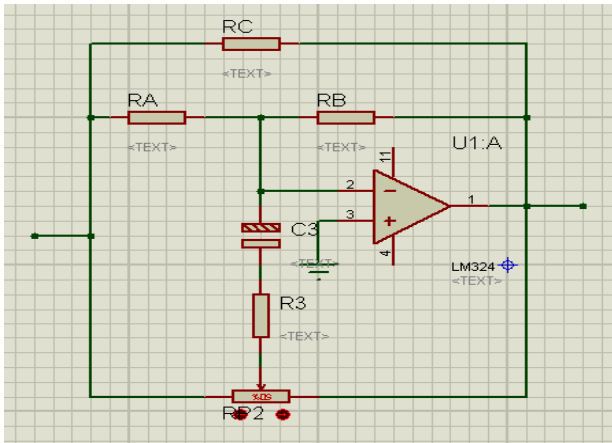 RC
<TEXT>
RA
<TEXT>
RB
<TEXT>
U1:A
11
2
3
1
4
C3
<TEXT>
LM324
<TEXT>
R3
<TEXT>
RP2